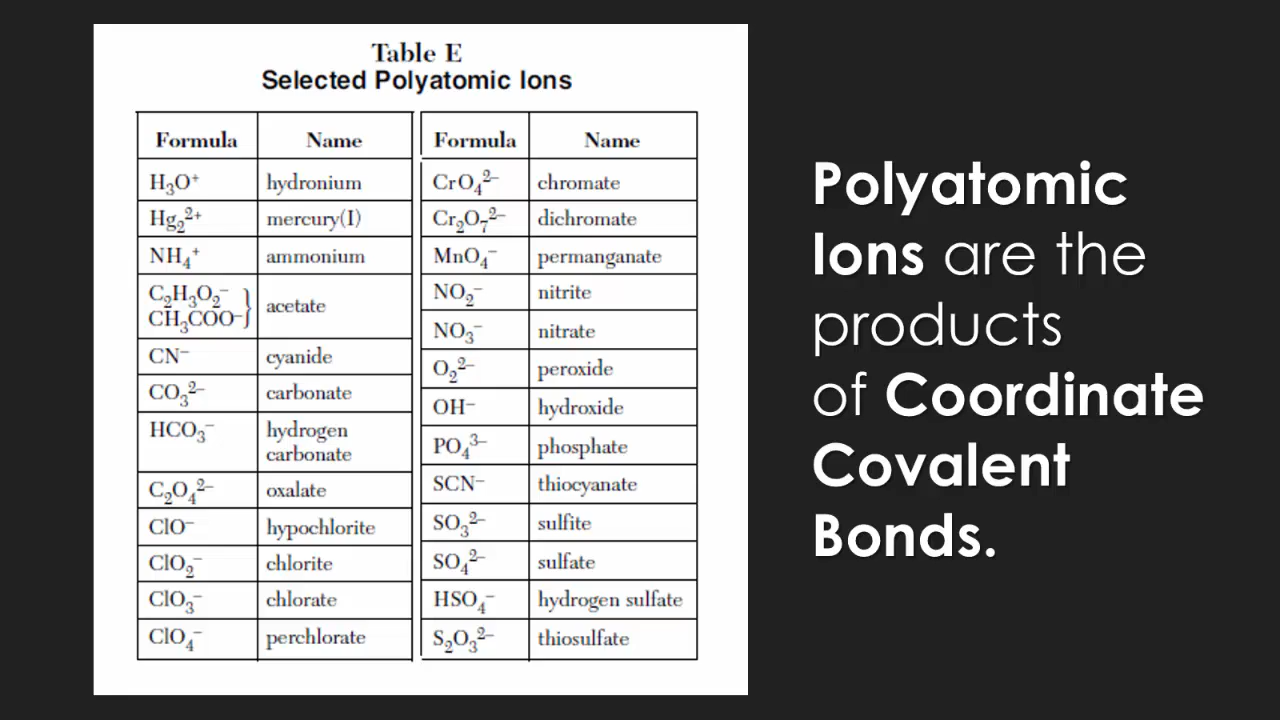 Table E
Selected Polyatomic Ions
Formula Name Formula Name
H₃O⁺ hydronium CrO₄²⁻ chromate
Hg₂²⁺ mercury(I) Cr₂O₇²⁻ dichromate
NH₄⁺ ammonium MnO₄⁻ permanganate
C₂H₃O₂⁻ } acetate NO₂⁻ nitrite
CH₃COO⁻ NO₃⁻ nitrate
CN⁻ cyanide O₂²⁻ peroxide
CO₃²⁻ carbonate OH⁻ hydroxide
HCO₃⁻ hydrogen PO₄³⁻ phosphate
carbonate
C₂O₄²⁻ oxalate SCN⁻ thiocyanate
ClO⁻ hypochlorite SO₃²⁻ sulfite
ClO₂⁻ chlorite SO₄²⁻ sulfate
ClO₃⁻ chlorate HSO₄⁻ hydrogen sulfate
ClO₄⁻ perchlorate S₂O₃²⁻ thiosulfate
Polyatomic
Ions are the
products
of Coordinate
Covalent
Bonds.